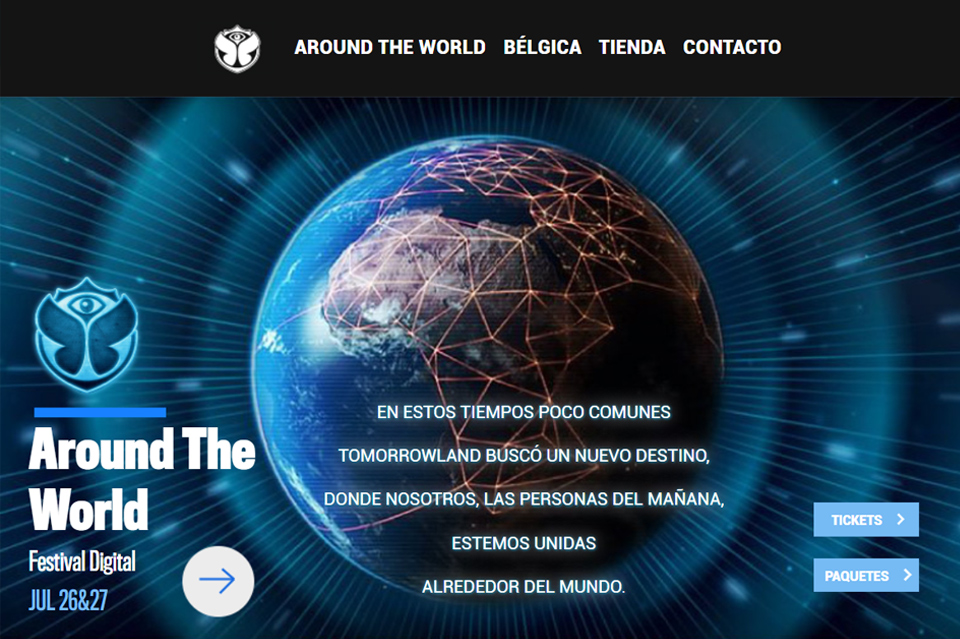 AROUND THE WORLD BÉLGICA TIENDA CONTACTO
EN ESTOS TIEMPOS POCO COMUNES
TOMORROWLAND BUSCÓ UN NUEVO DESTINO,
DONDE NOSOTROS, LAS PERSONAS DEL MAÑANA,
ESTEMOS UNIDAS
ALREDEDOR DEL MUNDO.
Around The
World
Festival Digital
JUL 26&27
TICKETS
PAQUETES